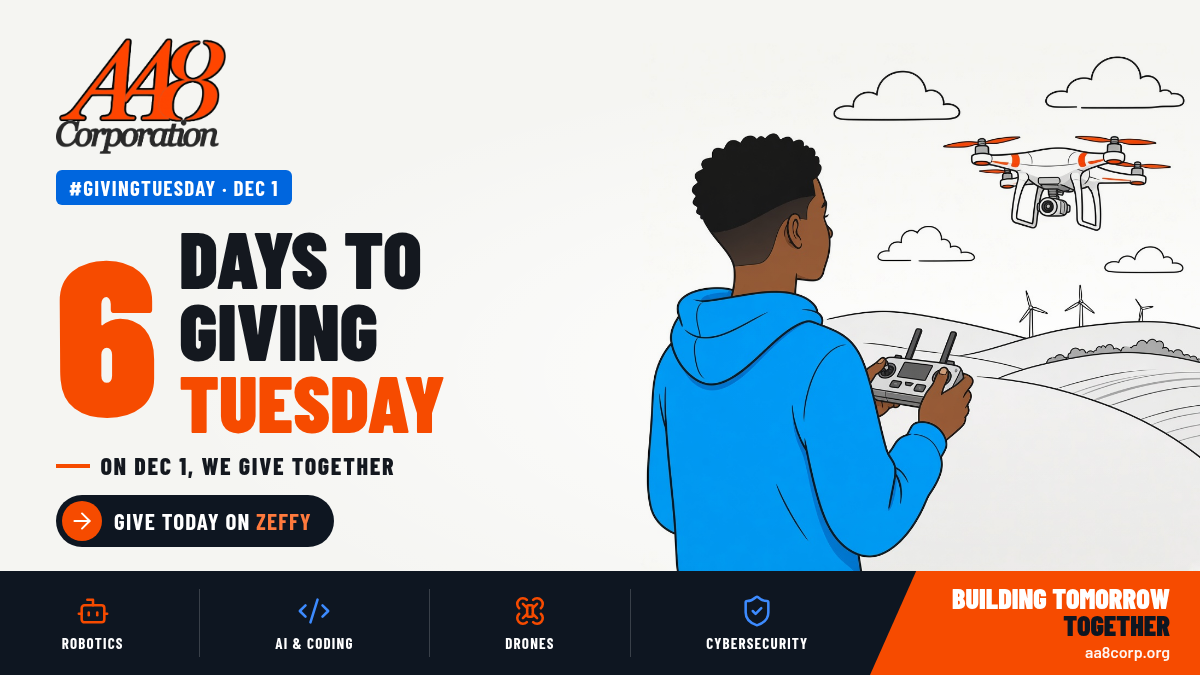 AA8
Corporation
#GIVINGTUESDAY · DEC 1
6
DAYS TO
GIVING
TUESDAY
ON DEC 1, WE GIVE TOGETHER
GIVE TODAY ON ZEFFY
ROBOTICS
AI & CODING
DRONES
CYBERSECURITY
BUILDING TOMORROW
TOGETHER
aa8corp.org